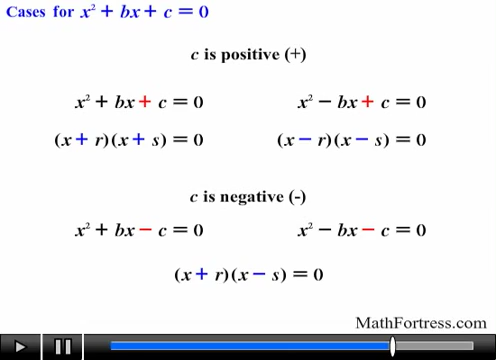 Cases for x² + bx + c = 0
c is positive (+)
x² + bx + c = 0 x² − bx + c = 0
(x + r)(x + s) = 0 (x − r)(x − s) = 0
c is negative (-)
x² + bx − c = 0 x² − bx − c = 0
(x + r)(x − s) = 0
MathFortress.com